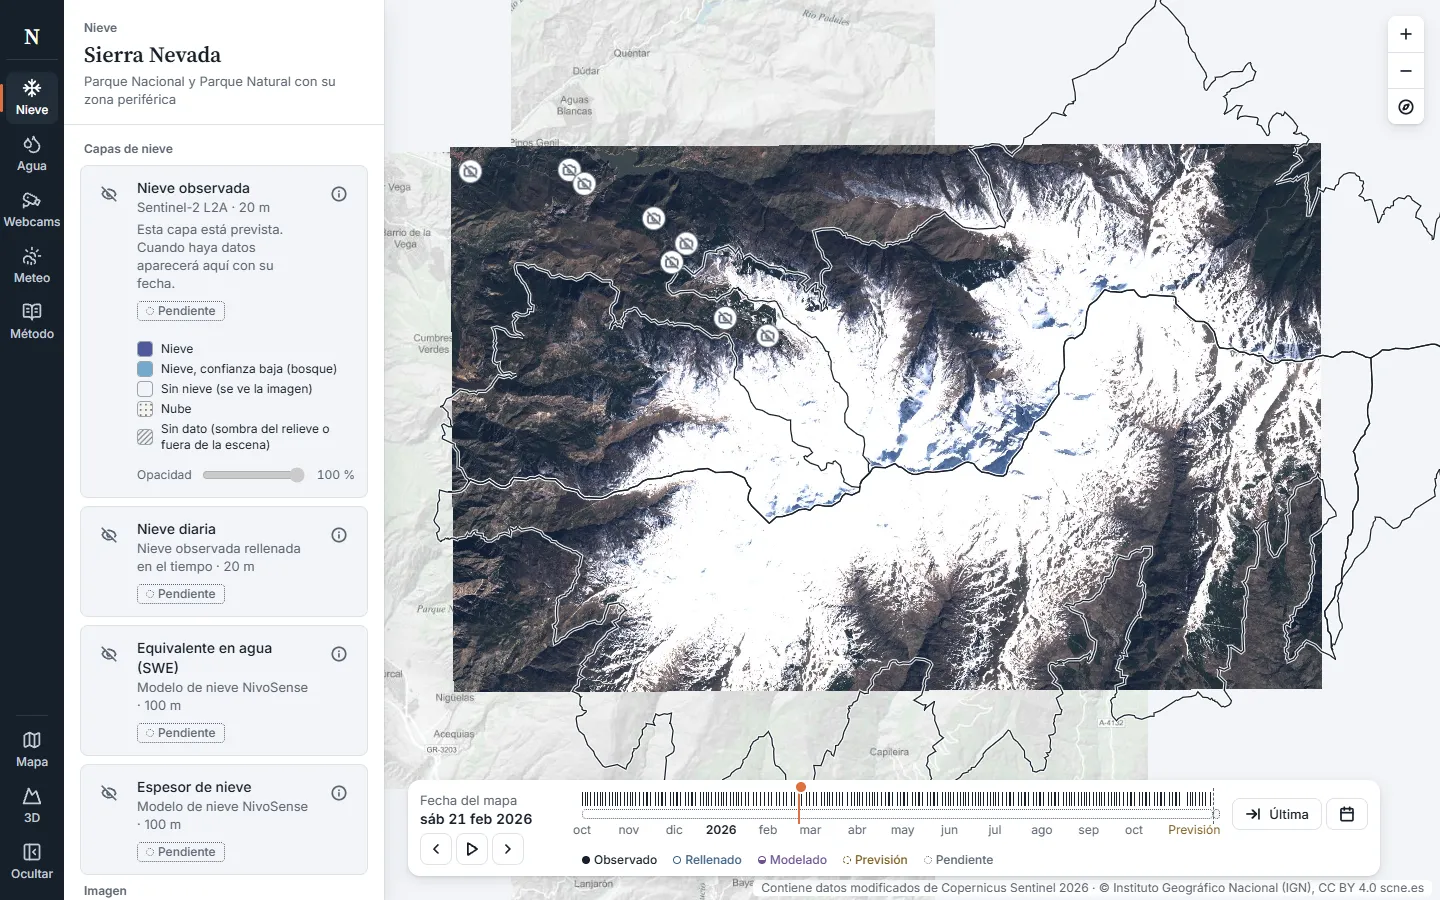 N
Nieve
Agua
Webcams
Meteo
Método
Mapa
3D
Ocultar
Nieve
Sierra Nevada
Parque Nacional y Parque Natural con su
zona periférica
Capas de nieve
Nieve observada
Sentinel-2 L2A · 20 m
Esta capa está prevista.
Cuando haya datos
aparecerá aquí con su
fecha.
Pendiente
Nieve
Nieve, confianza baja (bosque)
Sin nieve (se ve la imagen)
Nube
Sin dato (sombra del relieve o
fuera de la escena)
Opacidad
100 %
Nieve diaria
Nieve observada rellenada
en el tiempo · 20 m
Pendiente
Equivalente en agua
(SWE)
Modelo de nieve NivoSense
· 100 m
Pendiente
Espesor de nieve
Modelo de nieve NivoSense
· 100 m
Pendiente
Imagen
Río Padules
Quéntar
Dúdar
Aguas
Blancas
Pinos Genil
Vega
Barrio de la
Vega
Cumbres
Verdes
Parque N
Nigüelas
Acequias
GR-3203
Capileira
A-4132
Lanjarón
Fecha del mapa
sáb 21 feb 2026
oct nov dic 2026 feb mar abr may jun jul ago sep oct Previsión
Observado Rellenado Modelado Previsión Pendiente
Última
Contiene datos modificados de Copernicus Sentinel 2026 · © Instituto Geográfico Nacional (IGN), CC BY 4.0 scne.es